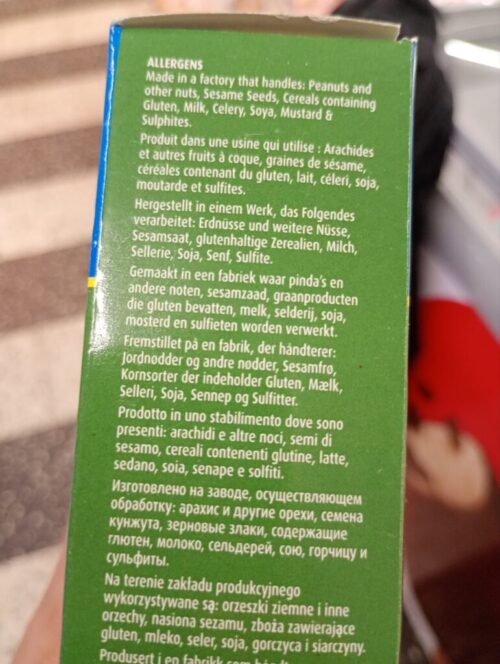 ALLERGENS
Made in a factory that handles: Peanuts and
other nuts, Sesame Seeds, Cereals containing
Gluten, Milk, Celery, Soya, Mustard &
Sulphites.
Produit dans une usine qui utilise : Arachides
et autres fruits à coque, graines de sésame,
céréales contenant du gluten, lait, céleri, soja,
moutarde et sulfites.
Hergestellt in einem Werk, das Folgendes
verarbeitet: Erdnüsse und weitere Nüsse,
Sesamsaat, glutenhaltige Zerealien, Milch,
Sellerie, Soja, Senf, Sulfite.
Gemaakt in een fabriek waar pinda's en
andere noten, sesamzaad, graanproducten
die gluten bevatten, melk, selderij, soja,
mosterd en sulfieten worden verwerkt.
Fremstillet på en fabrik, der håndterer:
Jordnødder og andre nødder, Sesamfrø,
Kornsorter der indeholder Gluten, Mælk,
Selleri, Soja, Sennep og Sulfitter.
Prodotto in uno stabilimento dove sono
presenti: arachidi e altre noci, semi di
sesamo, cereali contenenti glutine, latte,
sedano, soia, senape e solfiti.
Изготовлено на заводе, осуществляющем
обработку: арахис и другие орехи, семена
кунжута, зерновые злаки, содержащие
глютен, молоко, сельдерей, сою, горчицу и
сульфиты.
Na terenie zakładu produkcyjnego
wykorzystywane są: orzeszki ziemne i inne
orzechy, nasiona sezamu, zboża zawierające
gluten, mleko, seler, soja, gorczyca i siarczyny.
Produsert i en fabrikk som